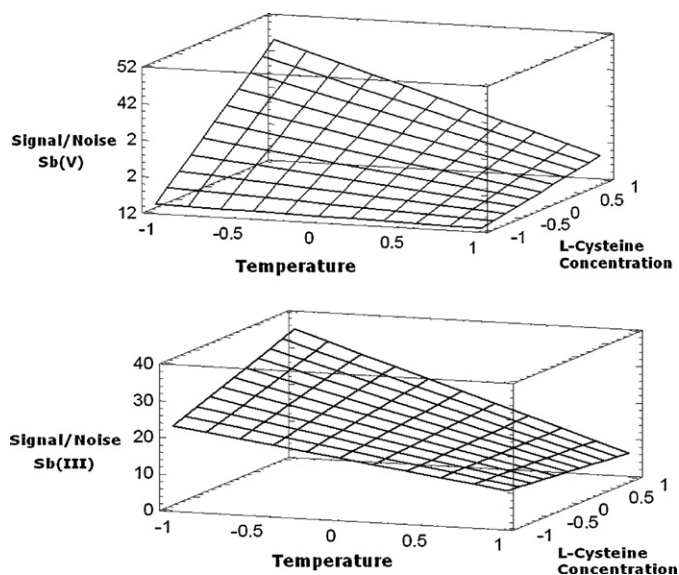 52
42
Signal/Noise 2
Sb(V)
2
12
-1 -0.5 0 0.5 1
Temperature
-1 -0.5 0 0.5 1
L-Cysteine
Concentration
40
30
Signal/Noise 20
Sb(III)
10
0
-1 -0.5 0 0.5 1
Temperature
-1 -0.5 0 0.5 1
L-Cysteine
Concentration